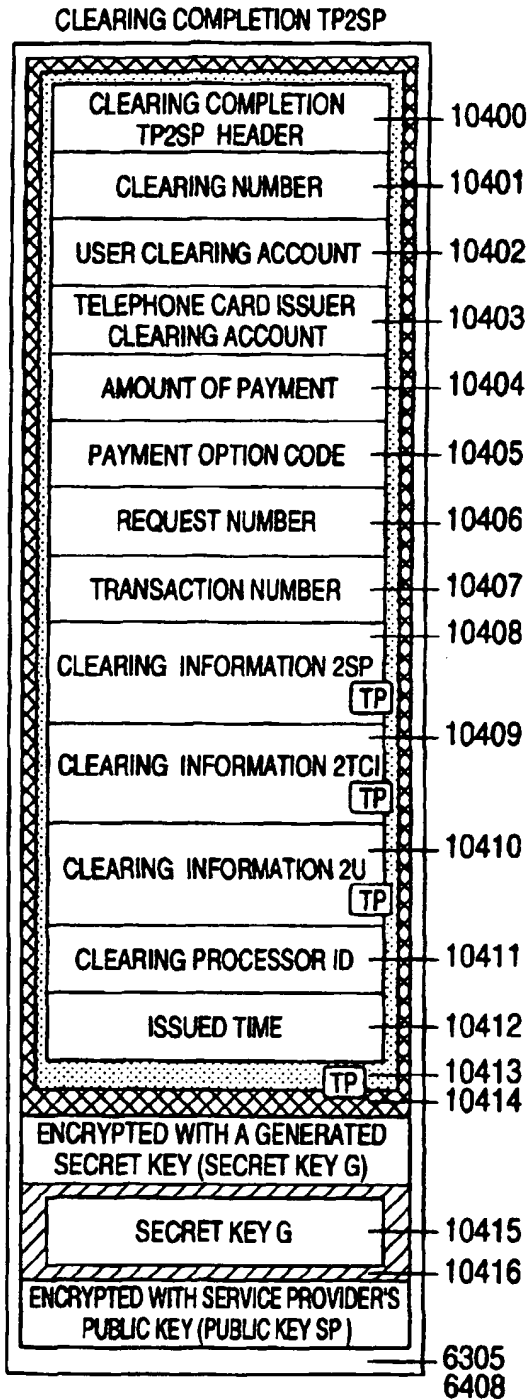 CLEARING COMPLETION TP2SP
CLEARING COMPLETION
TP2SP HEADER
10400
CLEARING NUMBER
10401
USER CLEARING ACCOUNT
10402
TELEPHONE CARD ISSUER
CLEARING ACCOUNT
10403
AMOUNT OF PAYMENT
10404
PAYMENT OPTION CODE
10405
REQUEST NUMBER
10406
TRANSACTION NUMBER
10407
10408
CLEARING INFORMATION 2SP
TP
10409
CLEARING INFORMATION 2TCI
TP
10410
CLEARING INFORMATION 2U
TP
CLEARING PROCESSOR ID
10411
ISSUED TIME
10412
TP
10413
10414
ENCRYPTED WITH A GENERATED
SECRET KEY (SECRET KEY G)
SECRET KEY G
10415
10416
ENCRYPTED WITH SERVICE PROVIDER'S
PUBLIC KEY (PUBLIC KEY SP)
6305
6408